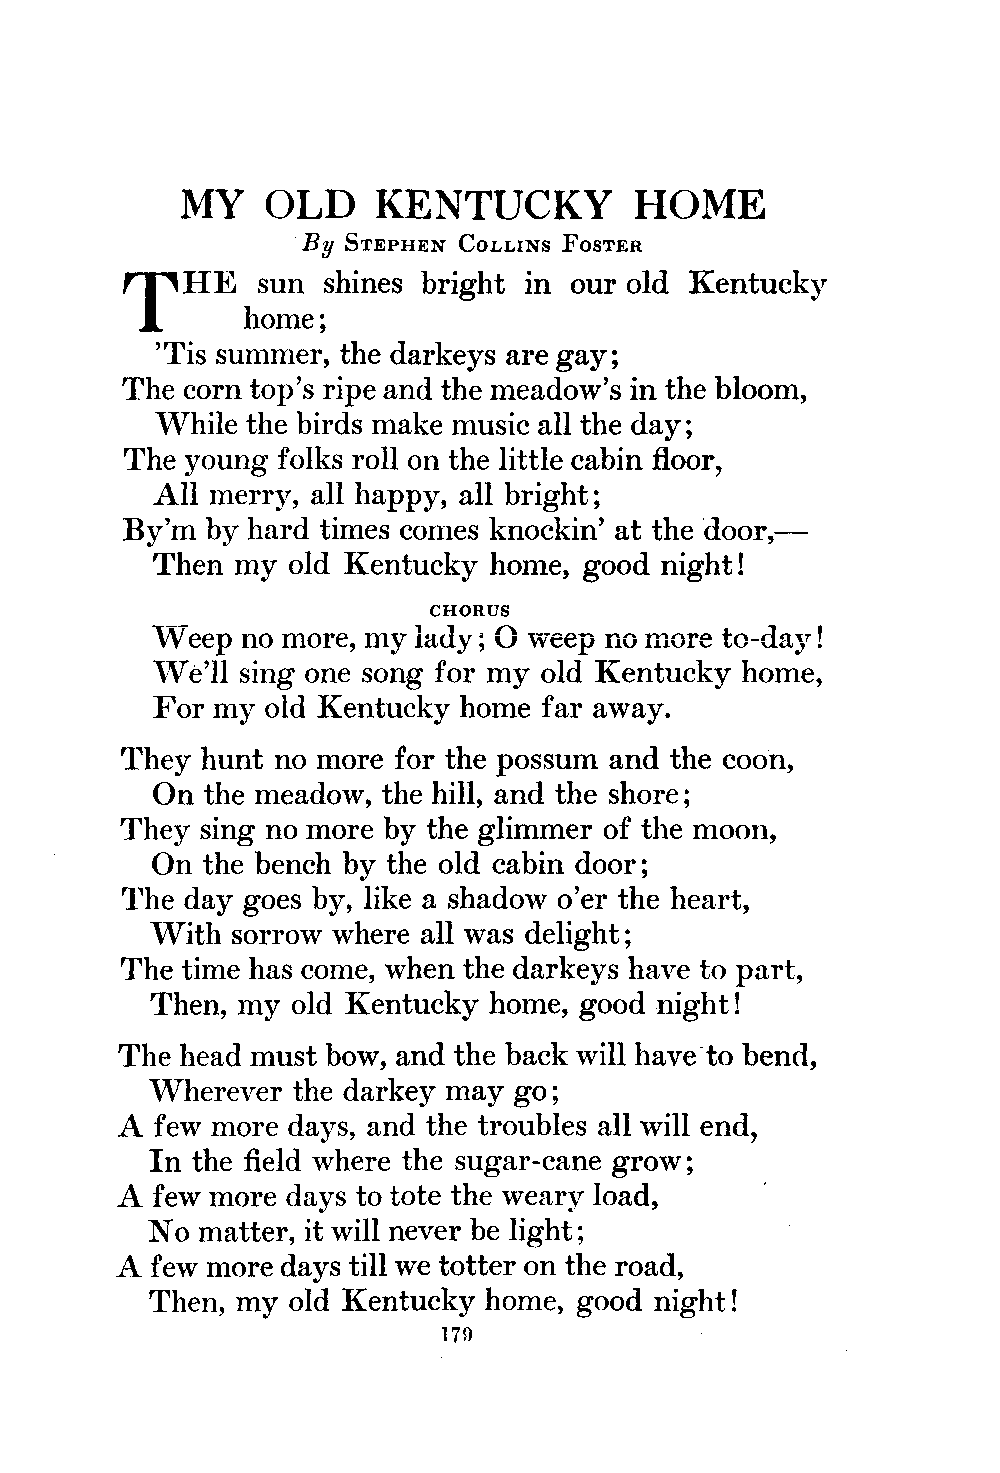 MY OLD KENTUCKY HOME
By STEPHEN COLLINS FOSTER
THE sun shines bright in our old Kentucky
home;
'Tis summer, the darkeys are gay;
The corn top's ripe and the meadow's in the bloom,
While the birds make music all the day;
The young folks roll on the little cabin floor,
All merry, all happy, all bright;
By'm by hard times comes knockin' at the door,—
Then my old Kentucky home, good night!
CHORUS
Weep no more, my lady; O weep no more to-day!
We'll sing one song for my old Kentucky home,
For my old Kentucky home far away.
They hunt no more for the possum and the coon,
On the meadow, the hill, and the shore;
They sing no more by the glimmer of the moon,
On the bench by the old cabin door;
The day goes by, like a shadow o'er the heart,
With sorrow where all was delight;
The time has come, when the darkeys have to part,
Then, my old Kentucky home, good night!
The head must bow, and the back will have to bend,
Wherever the darkey may go;
A few more days, and the troubles all will end,
In the field where the sugar-cane grow;
A few more days to tote the weary load,
No matter, it will never be light;
A few more days till we totter on the road,
Then, my old Kentucky home, good night!
179